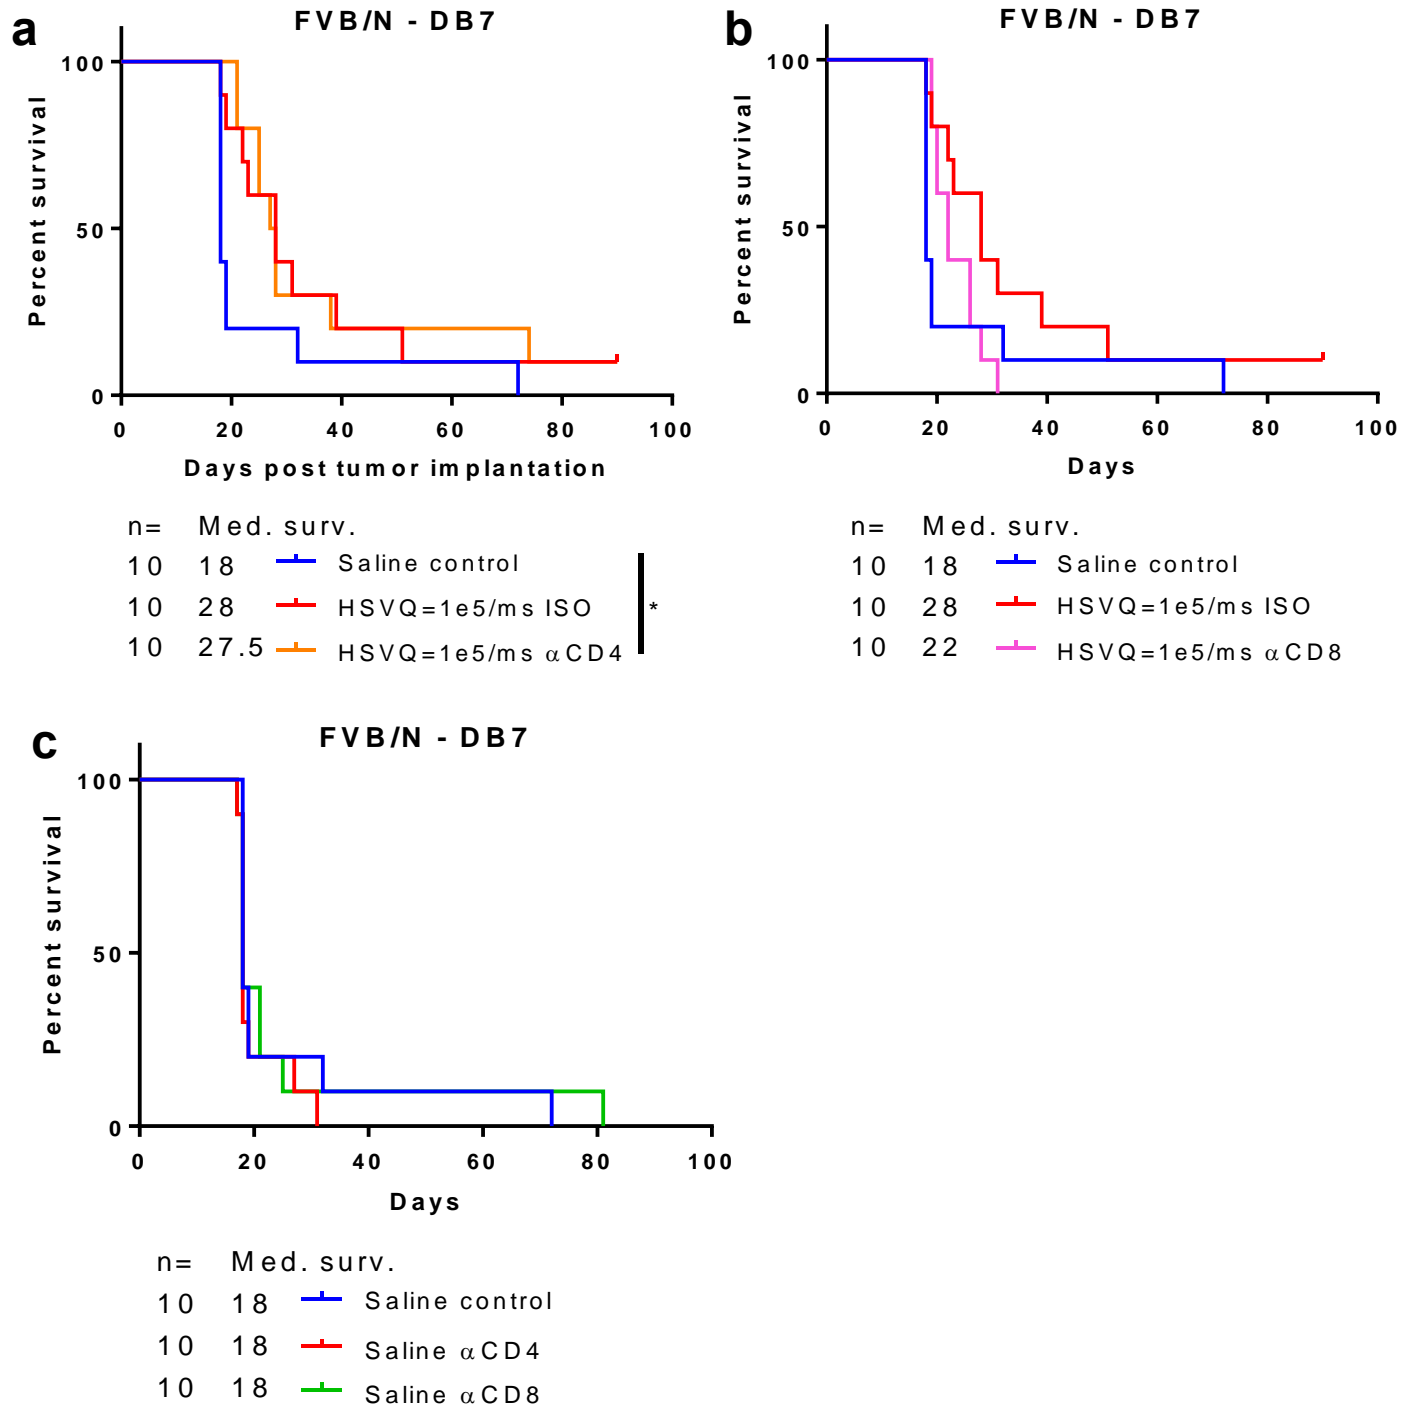 a
FVB/N - DB7
Percent survival
100
50
0
0 20 40 60 80 100
Days post tumor implantation
n= Med. surv.
10 18 Saline control
10 28 HSVQ=1e5/ms ISO
10 27.5 HSVQ=1e5/ms αCD4
*
b
FVB/N - DB7
Percent survival
100
50
0
0 20 40 60 80 100
Days
n= Med. surv.
10 18 Saline control
10 28 HSVQ=1e5/ms ISO
10 22 HSVQ=1e5/ms αCD8
c
FVB/N - DB7
Percent survival
100
50
0
0 20 40 60 80 100
Days
n= Med. surv.
10 18 Saline control
10 18 Saline αCD4
10 18 Saline αCD8